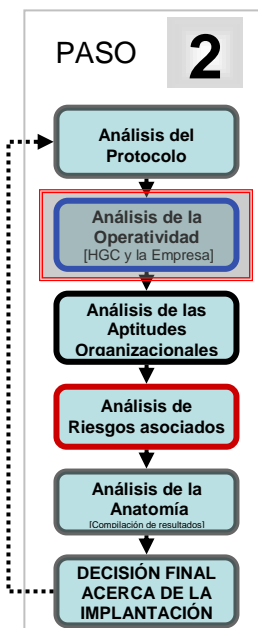 PASO 2
Análisis del
Protocolo
Análisis de la
Operatividad
[HGC y la Empresa]
Análisis de las
Aptitudes
Organizacionales
Análisis de
Riesgos asociados
Análisis de la
Anatomía
[Compilación de resultados]
DECISIÓN FINAL
ACERCA DE LA
IMPLANTACIÓN